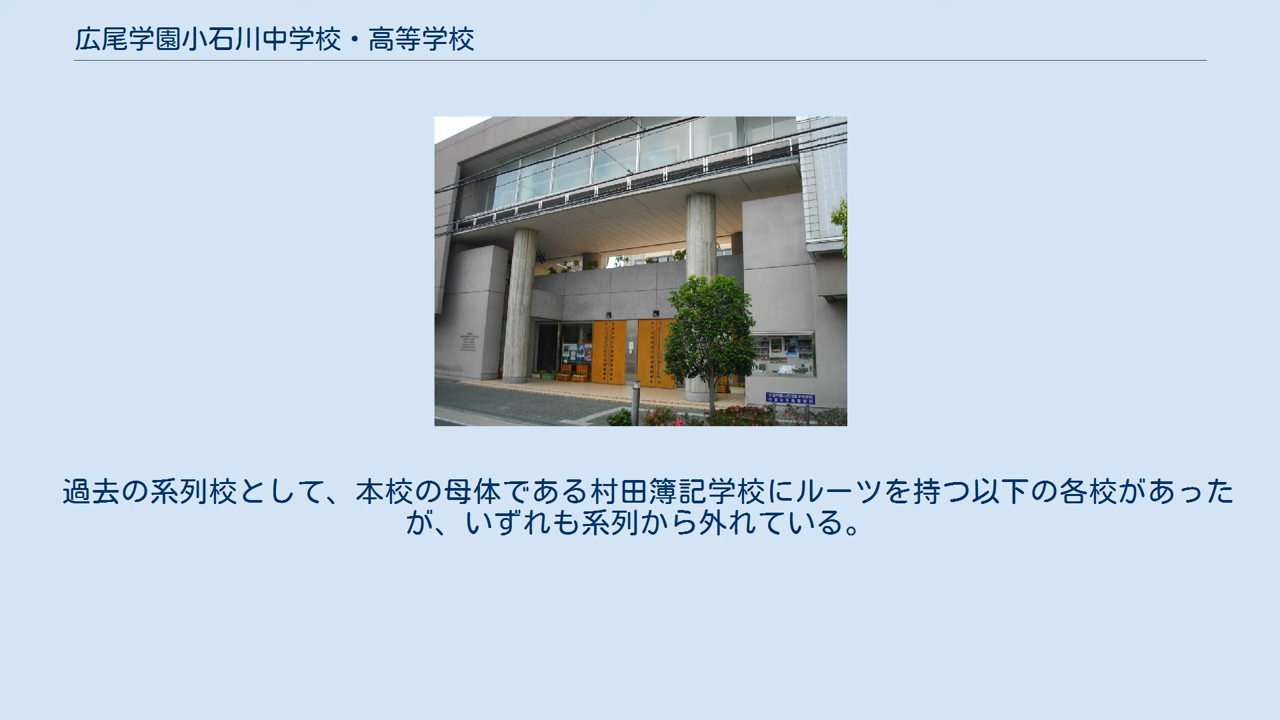 広尾学園小石川中学校・高等学校
過去の系列校として、本校の母体である村田簿記学校にルーツを持つ以下の各校があった
が、いずれも系列から外れている。